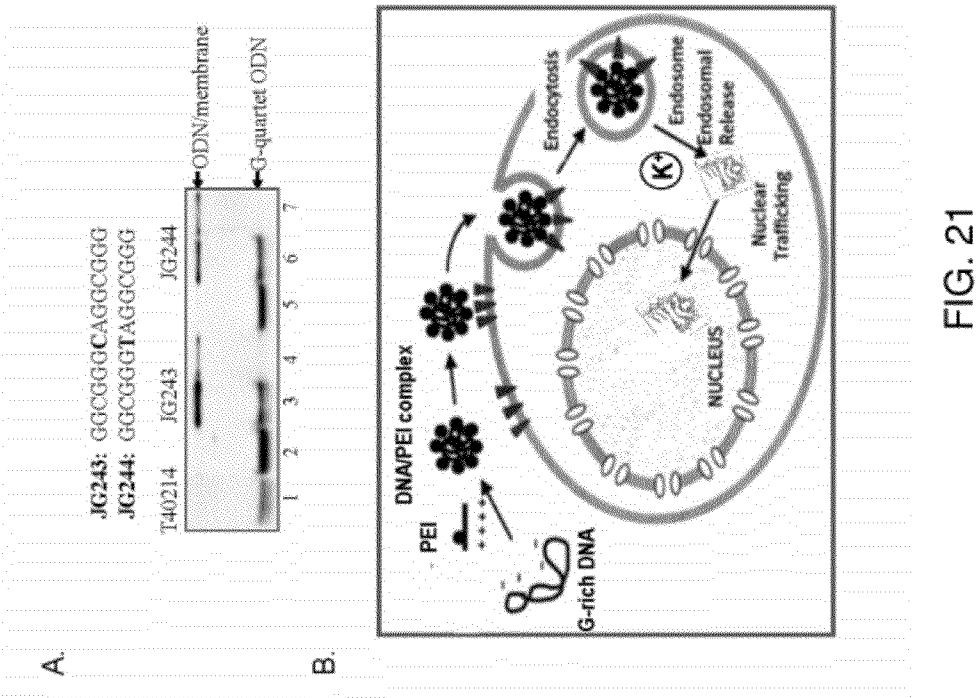 A.
JG243: GGCGGGCAGGCGGG
JG244: GGCGGGTAGGCGGG
T40214 JG243 JG244
ODN/membrane
G-quartet ODN
1 2 3 4 5 6 7
B.
PEI
++++
G-rich DNA
DNA/PEI complex
Endocytosis
Endosome
Endosomal
Release
K+
Nuclear
Trafficking
NUCLEUS
FIG. 21